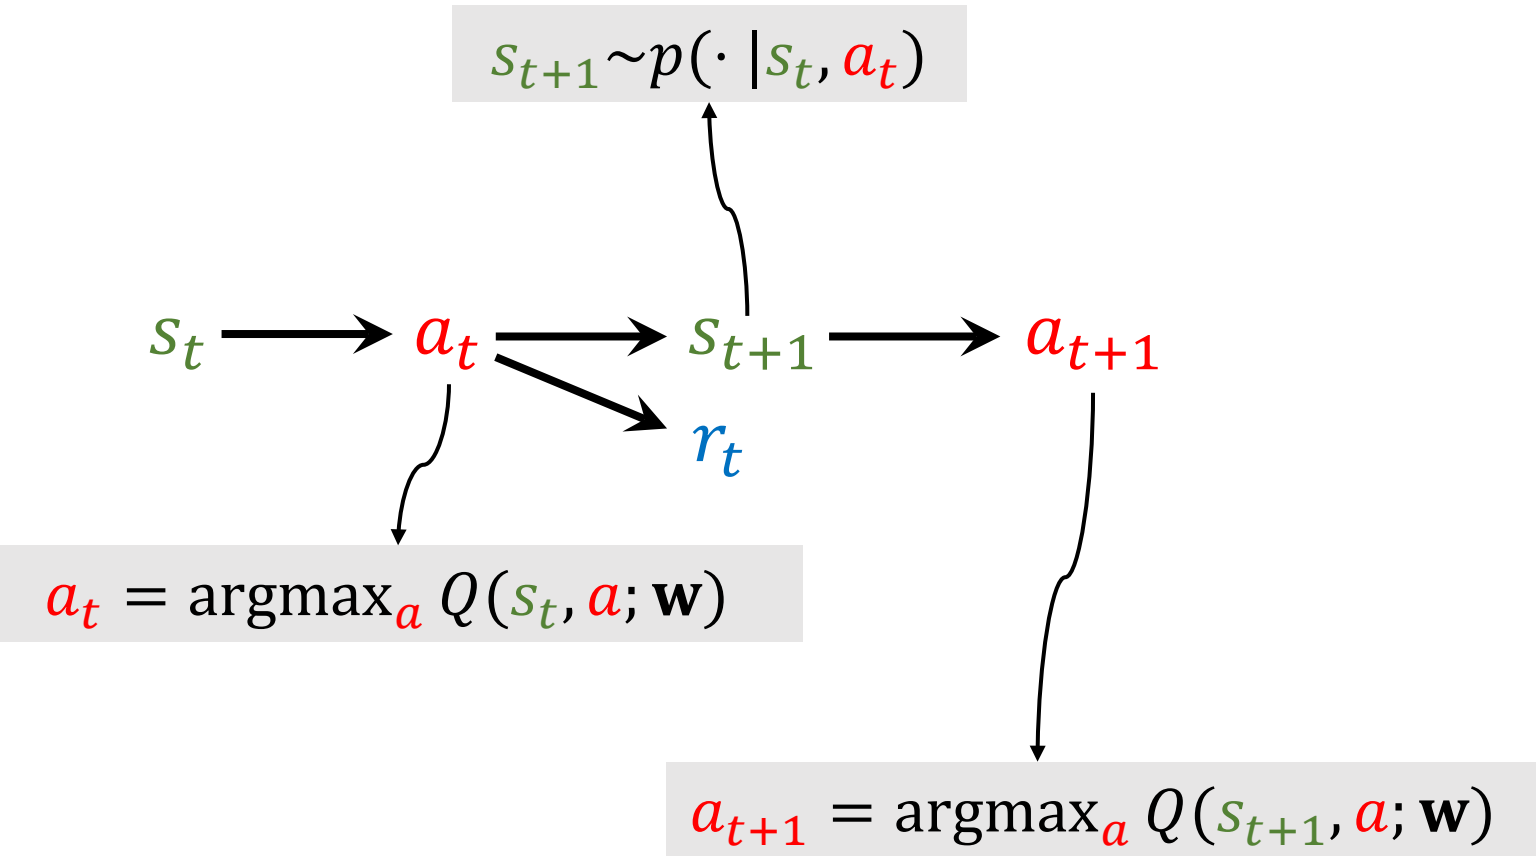 s_{t+1}~p(· |s_t, a_t)
s_t a_t s_{t+1} a_{t+1}
r_t
a_t = argmax_a Q(s_t, a; w)
a_{t+1} = argmax_a Q(s_{t+1}, a; w)